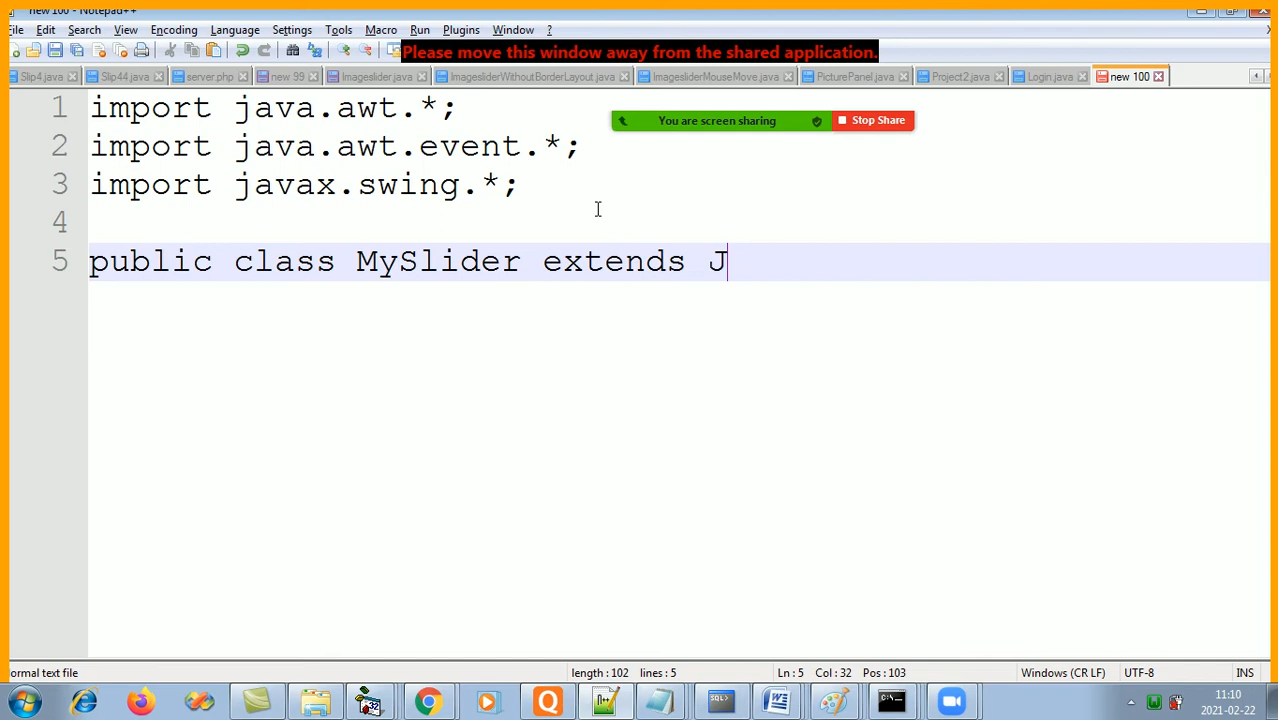 new 100 - Notepad++
File Edit Search View Encoding Language Settings Tools Macro Run Plugins Window ?
Please move this window away from the shared application.
Slip4.java Slip44.java server.php new 99 Imageslider.java ImagesliderWithoutBorderLayout.java ImagesliderMouseMove.java PicturePanel.java Project2.java Login.java new 100
You are screen sharing Stop Share
1 import java.awt.*;
2 import java.awt.event.*;
3 import javax.swing.*;
4
5 public class MySlider extends J
ormal text file length : 102 lines : 5 Ln : 5 Col : 32 Pos : 103 Windows (CR LF) UTF-8 INS
11:10
2021-02-22